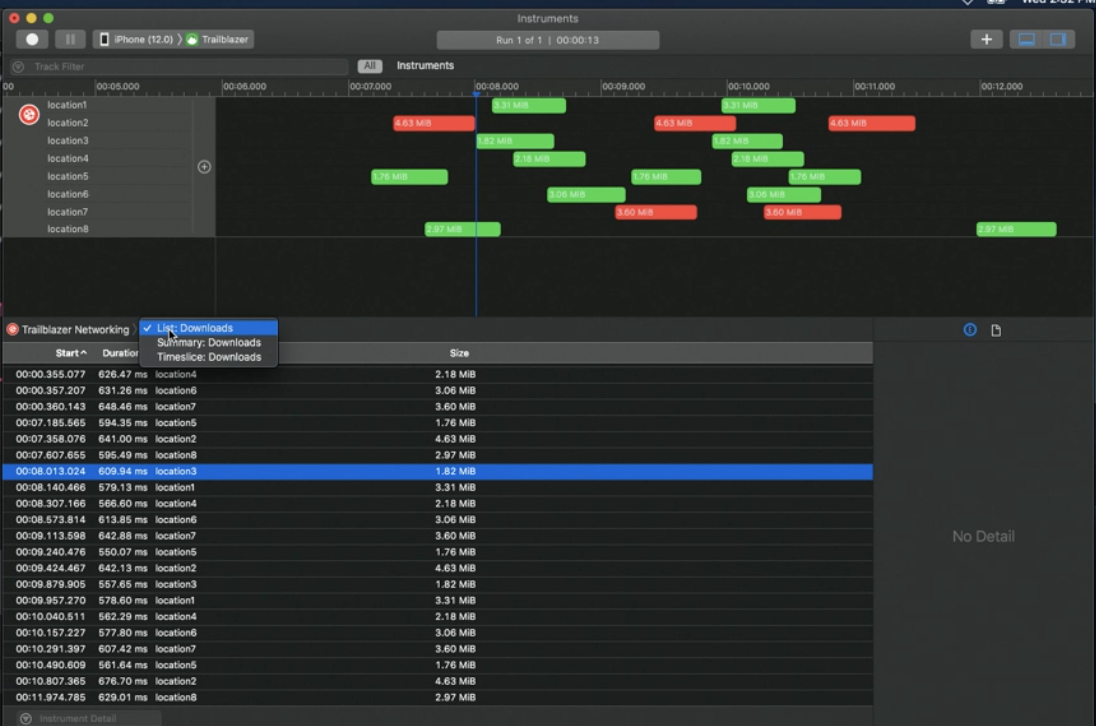 Wed 2:52 PM
Instruments
iPhone (12.0) 〉 Trailblazer
Run 1 of 1 | 00:00:13
Track Filter
All Instruments
00 00:05.000 00:06.000 00:07.000 00:08.000 00:09.000 00:10.000 00:11.000 00:12.000
location1 3.31 MiB 3.31 MiB
location2 4.63 MiB 4.63 MiB 4.63 MiB
location3 1.82 MiB 1.82 MiB
location4 2.18 MiB 2.18 MiB
location5 1.76 MiB 1.76 MiB 1.76 MiB
location6 3.06 MiB 3.06 MiB
location7 3.60 MiB 3.60 MiB
location8 2.97 MiB 2.97 MiB
Trailblazer Networking 〉 ✓ List: Downloads
Summary: Downloads
Timeslice: Downloads
Start Duration Size
00:00.355.077 626.47 ms location4 2.18 MiB
00:00.357.207 631.26 ms location6 3.06 MiB
00:00.360.143 648.46 ms location7 3.60 MiB
00:07.185.565 594.35 ms location5 1.76 MiB
00:07.358.076 641.00 ms location2 4.63 MiB
00:07.607.655 595.49 ms location8 2.97 MiB
00:08.013.024 609.94 ms location3 1.82 MiB
00:08.140.466 579.13 ms location1 3.31 MiB
00:08.307.166 566.60 ms location4 2.18 MiB
00:08.573.814 613.85 ms location6 3.06 MiB
00:09.113.598 642.88 ms location7 3.60 MiB
00:09.240.476 550.07 ms location5 1.76 MiB
00:09.424.467 642.13 ms location2 4.63 MiB
00:09.879.905 557.65 ms location3 1.82 MiB
00:09.957.270 578.60 ms location1 3.31 MiB
00:10.040.511 562.29 ms location4 2.18 MiB
00:10.157.227 577.80 ms location6 3.06 MiB
00:10.291.397 607.42 ms location7 3.60 MiB
00:10.490.609 561.64 ms location5 1.76 MiB
00:10.807.365 676.70 ms location2 4.63 MiB
00:11.974.785 629.01 ms location8 2.97 MiB
No Detail
Instrument Detail